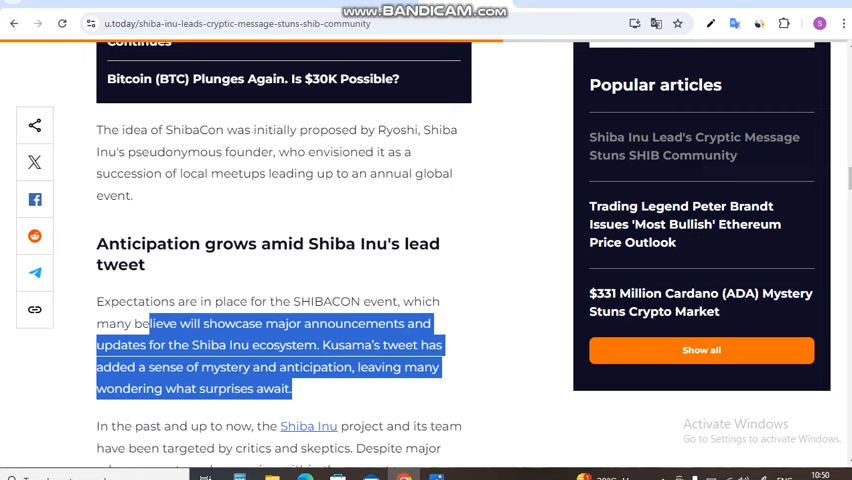 www.BANDICAM.com
u.today/shiba-inu-leads-cryptic-message-stuns-shib-community
S
Continues
Bitcoin (BTC) Plunges Again. Is $30K Possible?
The idea of ShibaCon was initially proposed by Ryoshi, Shiba
Inu's pseudonymous founder, who envisioned it as a
succession of local meetups leading up to an annual global
event.
Anticipation grows amid Shiba Inu's lead
tweet
Expectations are in place for the SHIBACON event, which
many believe will showcase major announcements and
updates for the Shiba Inu ecosystem. Kusama's tweet has
added a sense of mystery and anticipation, leaving many
wondering what surprises await.
In the past and up to now, the Shiba Inu project and its team
have been targeted by critics and skeptics. Despite major
Popular articles
Shiba Inu Lead's Cryptic Message
Stuns SHIB Community
Trading Legend Peter Brandt
Issues 'Most Bullish' Ethereum
Price Outlook
$331 Million Cardano (ADA) Mystery
Stuns Crypto Market
Show all
Activate Windows
Go to Settings to activate Windows.
ENG
10:50